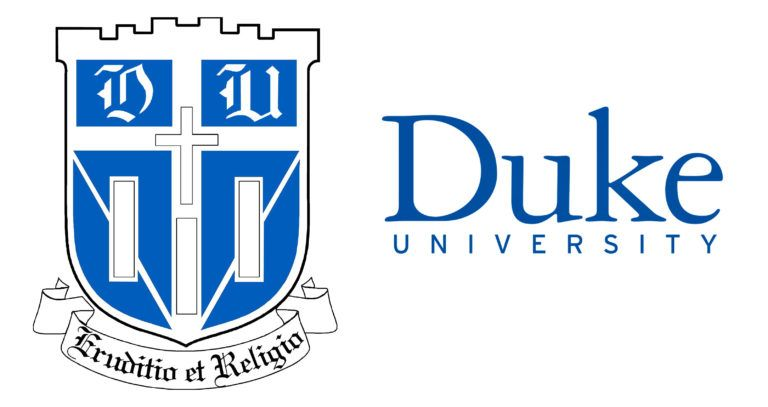 D U
Eruditio et Religio
Duke
UNIVERSITY